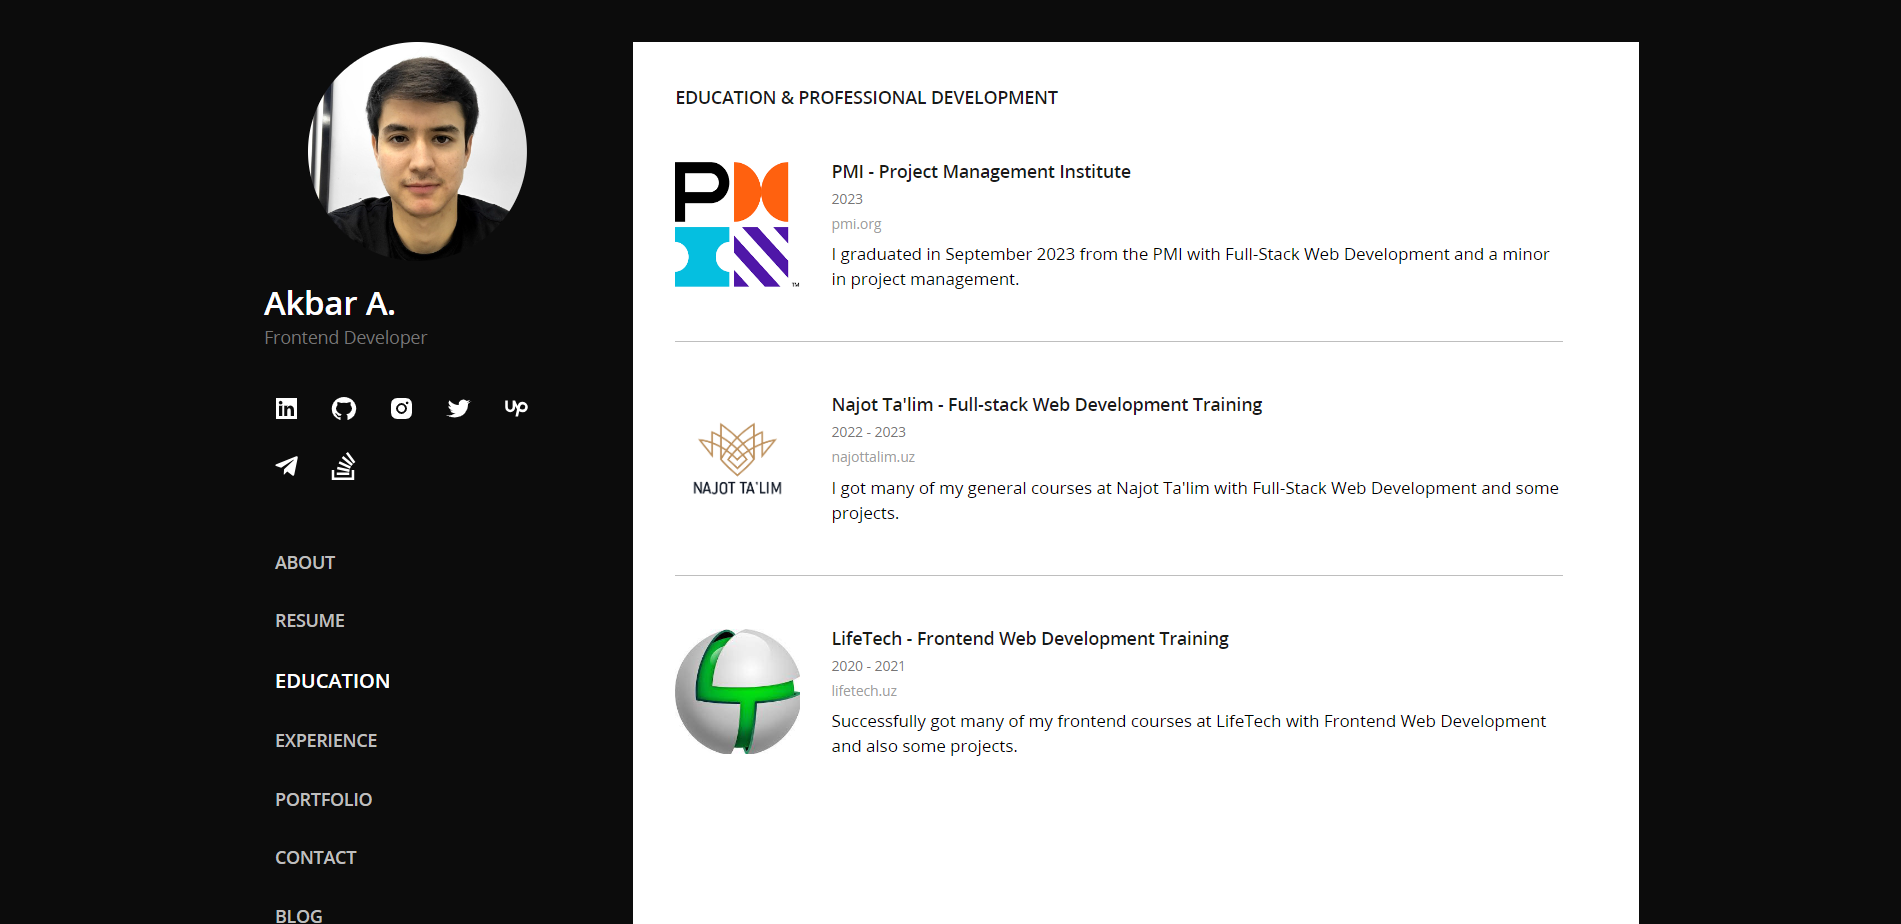 Akbar A.
Frontend Developer
in
up
ABOUT
RESUME
EDUCATION
EXPERIENCE
PORTFOLIO
CONTACT
BLOG
EDUCATION & PROFESSIONAL DEVELOPMENT
PM
TM
PMI - Project Management Institute
2023
pmi.org
I graduated in September 2023 from the PMI with Full-Stack Web Development and a minor
in project management.
NAJOT TA'LIM
Najot Ta'lim - Full-stack Web Development Training
2022 - 2023
najottalim.uz
I got many of my general courses at Najot Ta'lim with Full-Stack Web Development and some
projects.
LifeTech - Frontend Web Development Training
2020 - 2021
lifetech.uz
Successfully got many of my frontend courses at LifeTech with Frontend Web Development
and also some projects.